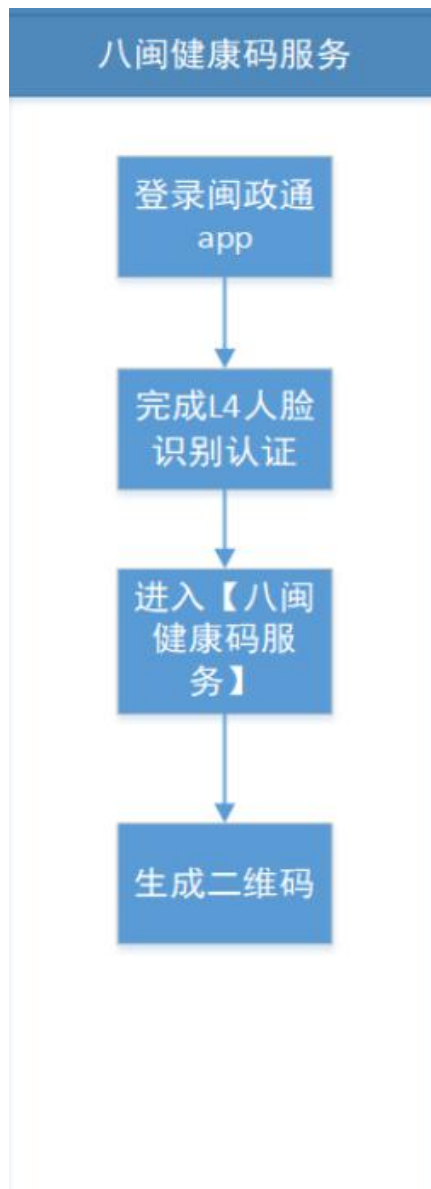 八闽健康码服务
登录闽政通
app
完成L4人脸
识别认证
进入【八闽
健康码服
务】
生成二维码